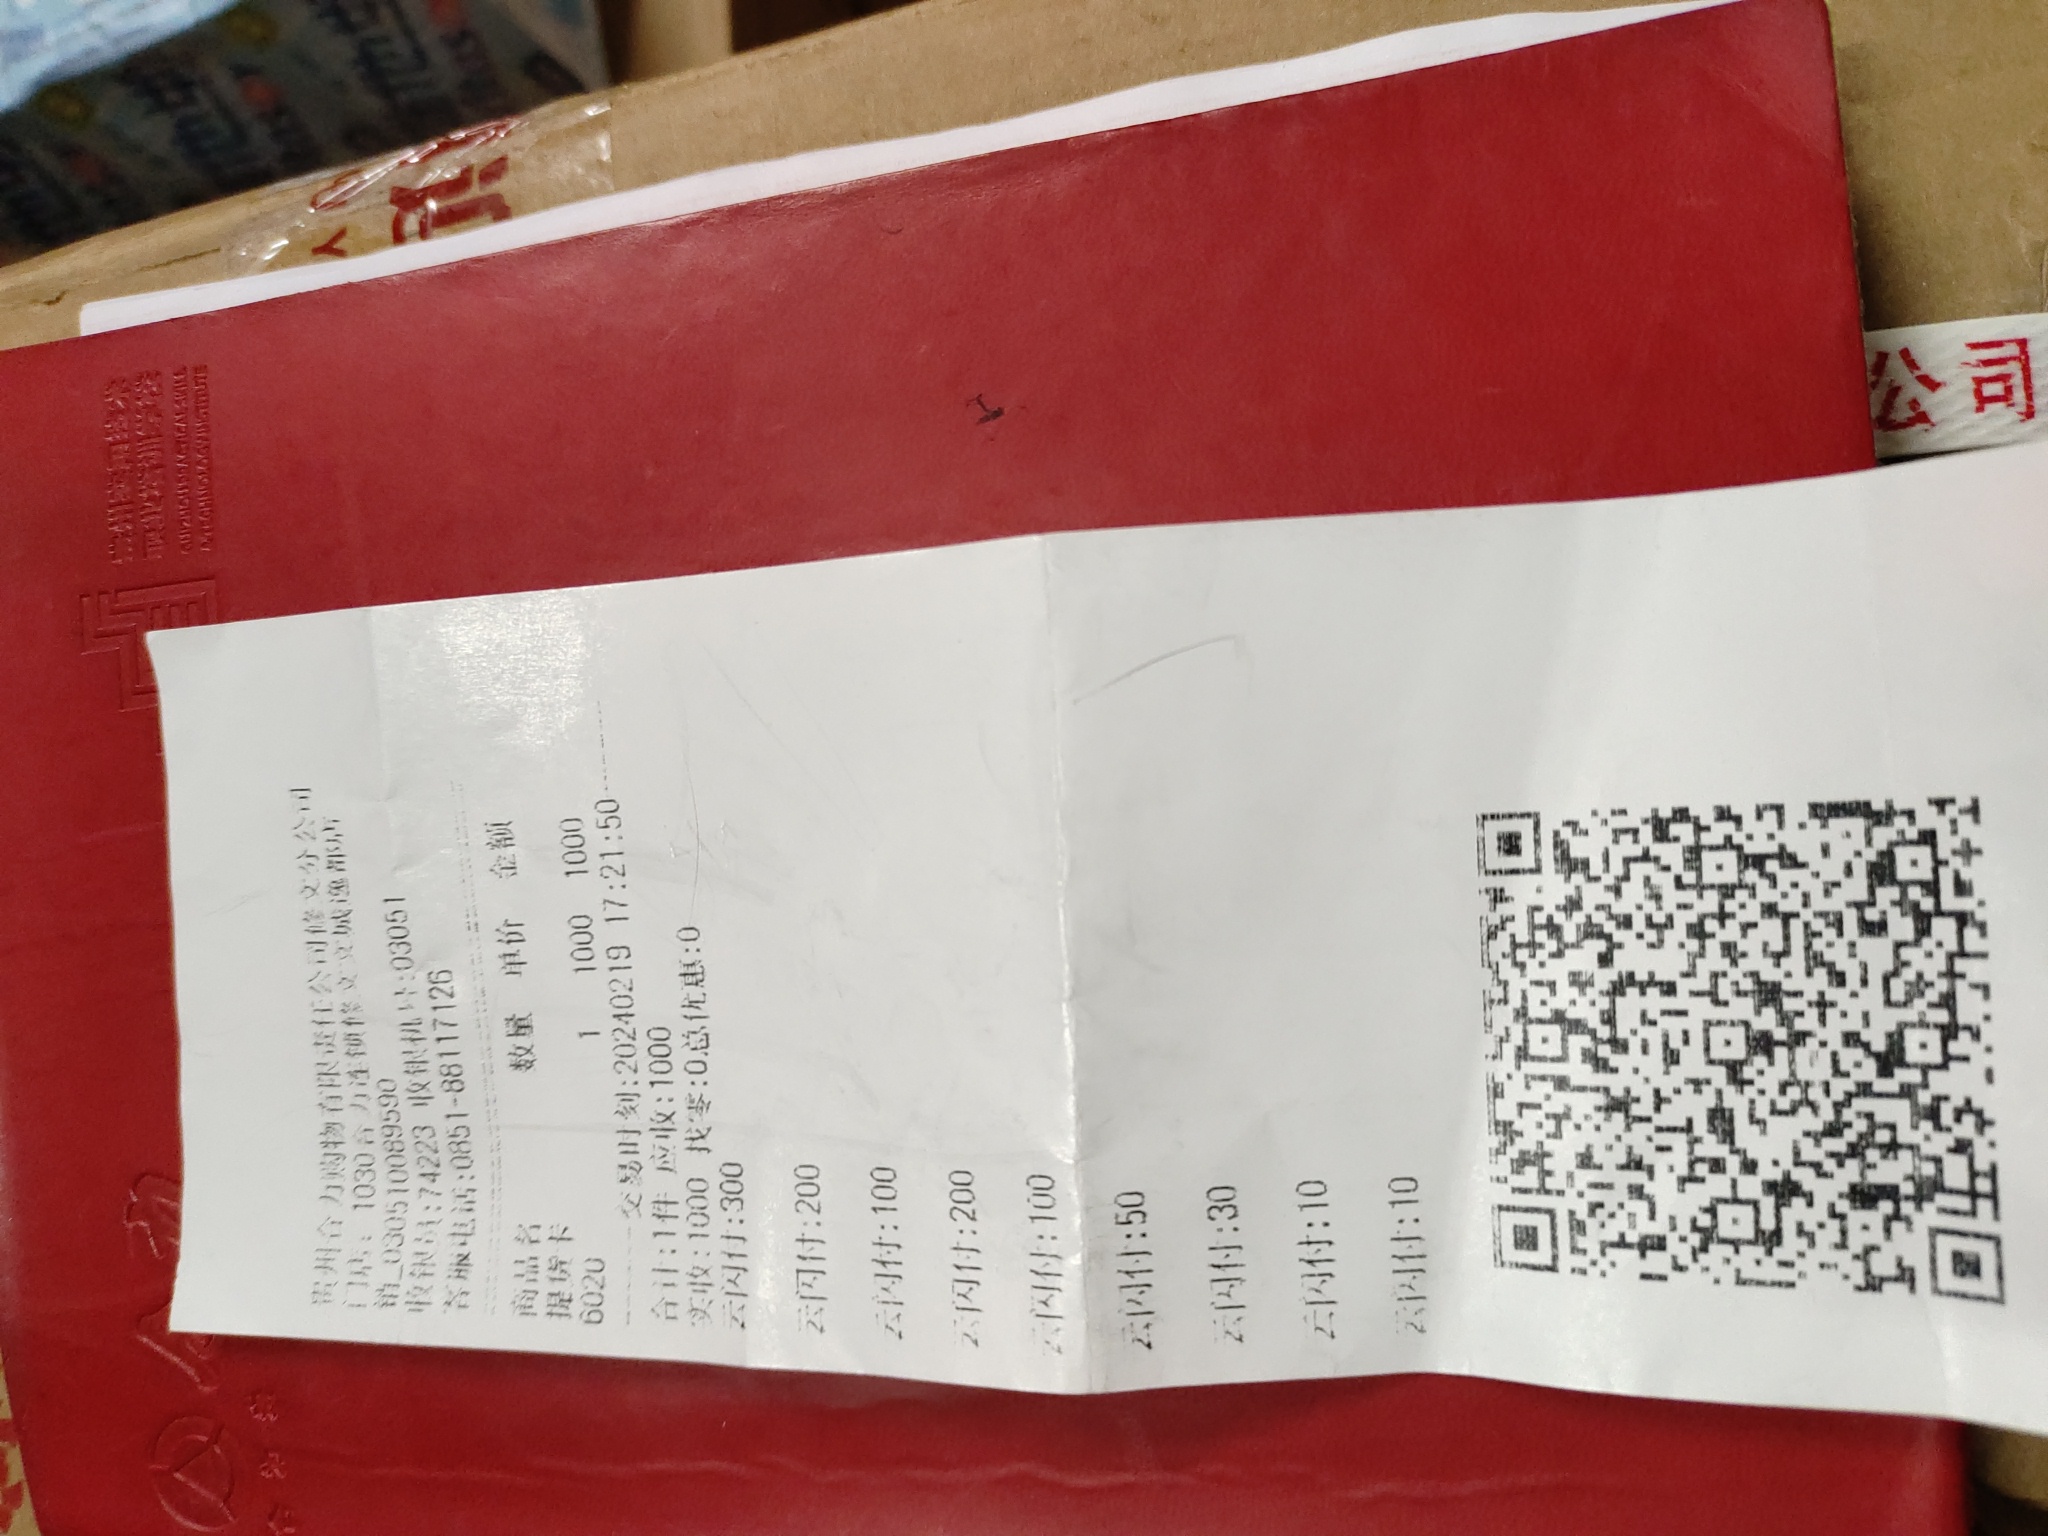 贵州合力购物有限责任公司修文分公司
门店: 1030合力连锁修文文城逸都店
销_030510089590
收银员:74223 收银机号:03051
客服电话:0851-88117126
商品名 数量 单价 金额
提货卡
6020 1 1000 1000
交易时刻:20240219 17:21:50
合计:1件 应收:1000
实收:1000 找零:0总优惠:0
云闪付:300
云闪付:200
云闪付:100
云闪付:200
云闪付:100
云闪付:50
云闪付:30
云闪付:10
云闪付:10
公司